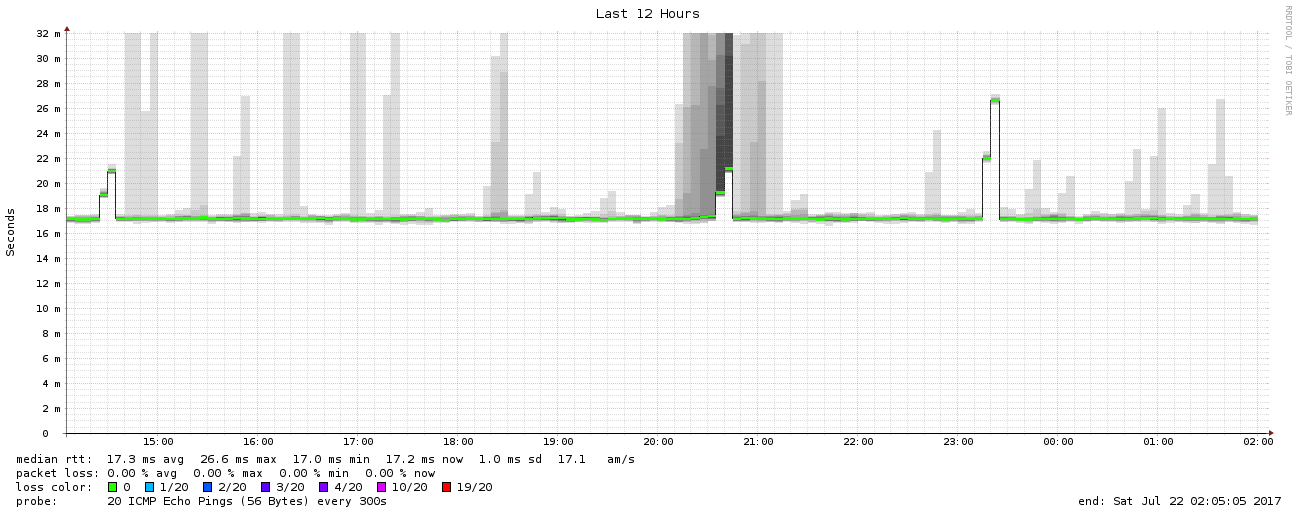 Last 12 Hours
RRDTOOL / TOBI OETIKER
Seconds
32 m
30 m
28 m
26 m
24 m
22 m
20 m
18 m
16 m
14 m
12 m
10 m
8 m
6 m
4 m
2 m
0
15:00 16:00 17:00 18:00 19:00 20:00 21:00 22:00 23:00 00:00 01:00 02:00
median rtt: 17.3 ms avg 26.6 ms max 17.0 ms min 17.2 ms now 1.0 ms sd 17.1 am/s
packet loss: 0.00 % avg 0.00 % max 0.00 % min 0.00 % now
loss color: 0 1/20 2/20 3/20 4/20 10/20 19/20
probe: 20 ICMP Echo Pings (56 Bytes) every 300s end: Sat Jul 22 02:05:05 2017